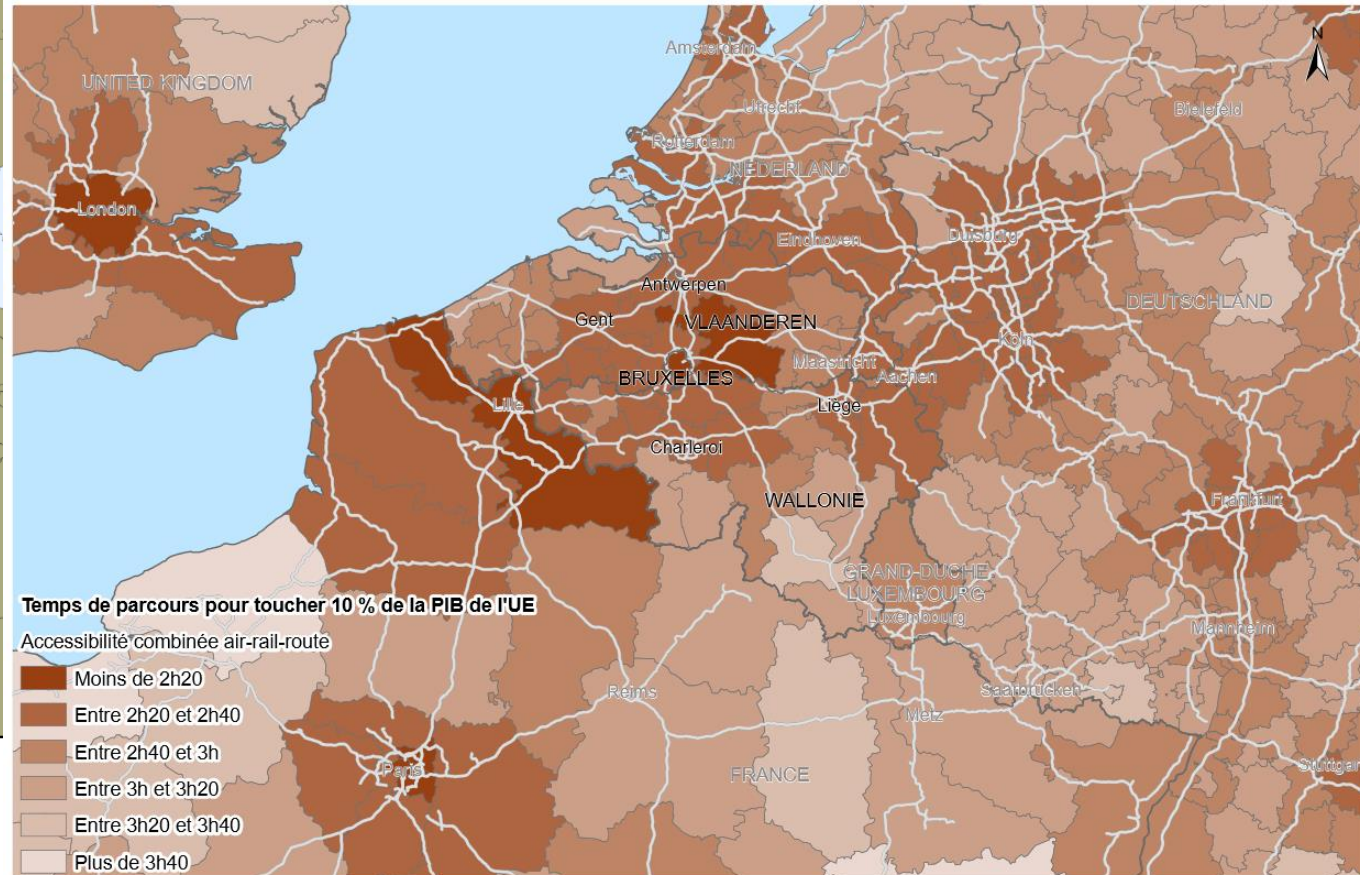 N
Amsterdam
UNITED KINGDOM
Utrecht
Bielefeld
Rotterdam
NEDERLAND
London
Eindhoven
Duisburg
Antwerpen
DEUTSCHLAND
Gent
VLAANDEREN
Köln
Maastricht
BRUXELLES
Aachen
Lille
Liège
Charleroi
WALLONIE
Frankfurt
GRAND-DUCHE
LUXEMBOURG
Luxembourg
Mannheim
Temps de parcours pour toucher 10 % de la PIB de l'UE
Accessibilité combinée air-rail-route
Moins de 2h20
Entre 2h20 et 2h40
Entre 2h40 et 3h
Entre 3h et 3h20
Entre 3h20 et 3h40
Plus de 3h40
Reims
Saarbrücken
Metz
Paris
FRANCE
Stuttgar